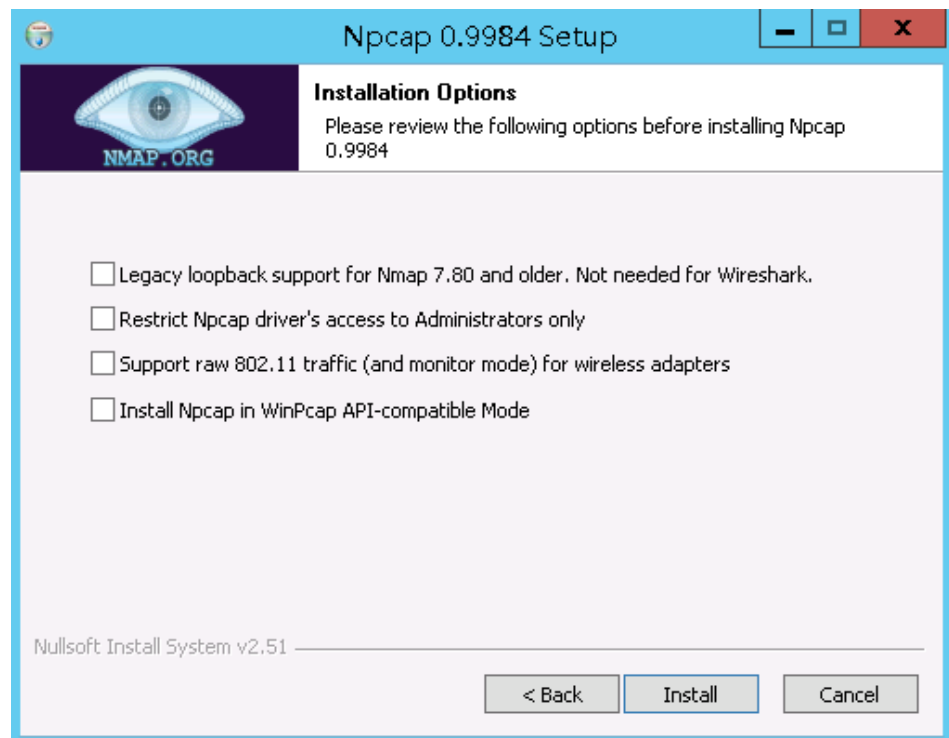 Npcap 0.9984 Setup
NMAP.ORG
Installation Options
Please review the following options before installing Npcap
0.9984
Legacy loopback support for Nmap 7.80 and older. Not needed for Wireshark.
Restrict Npcap driver's access to Administrators only
Support raw 802.11 traffic (and monitor mode) for wireless adapters
Install Npcap in WinPcap API-compatible Mode
Nullsoft Install System v2.51
< Back Install Cancel